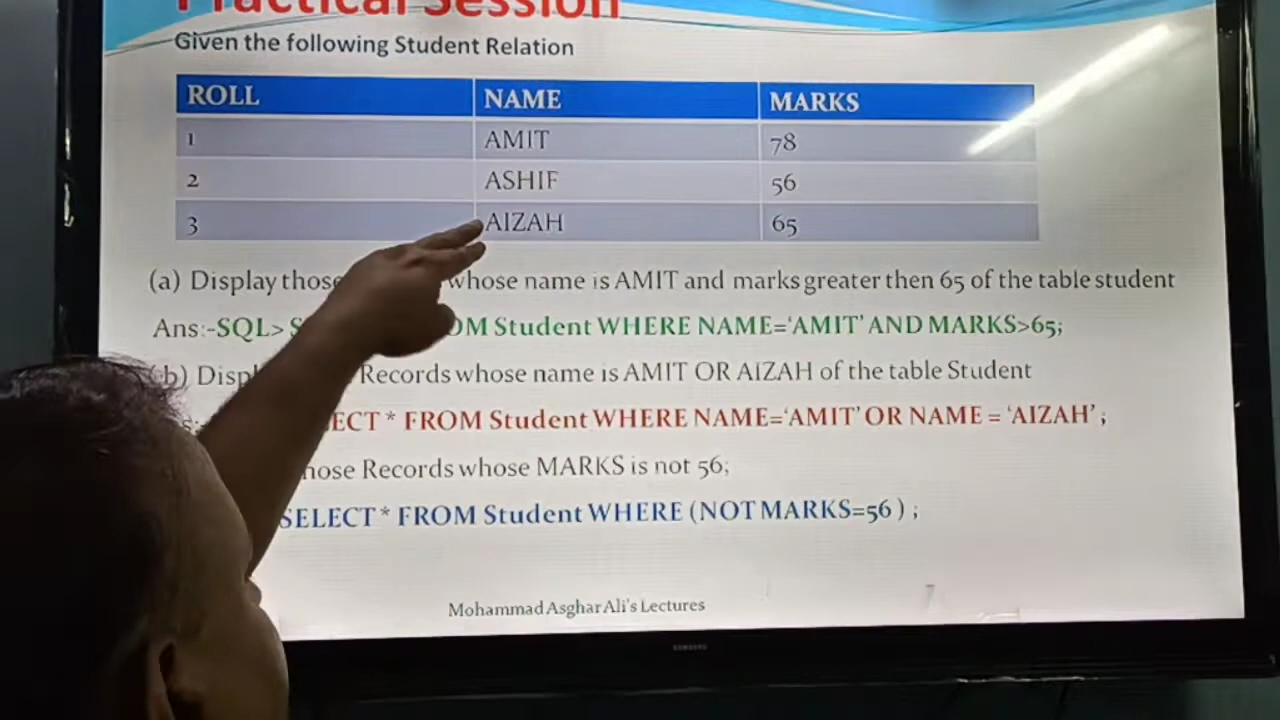 Practical Session
Given the following Student Relation
ROLL NAME MARKS
1 AMIT 78
2 ASHIF 56
3 AIZAH 65
(a) Display those whose name is AMIT and marks greater then 65 of the table student
Ans:-SQL> Student WHERE NAME=‘AMIT’ AND MARKS>65;
(b) Records whose name is AMIT OR AIZAH of the table Student
* FROM Student WHERE NAME=‘AMIT’ OR NAME = ‘AIZAH’ ;
Records whose MARKS is not 56;
SELECT * FROM Student WHERE (NOT MARKS=56 ) ;
Mohammad Asghar Ali's Lectures
SAMSUNG